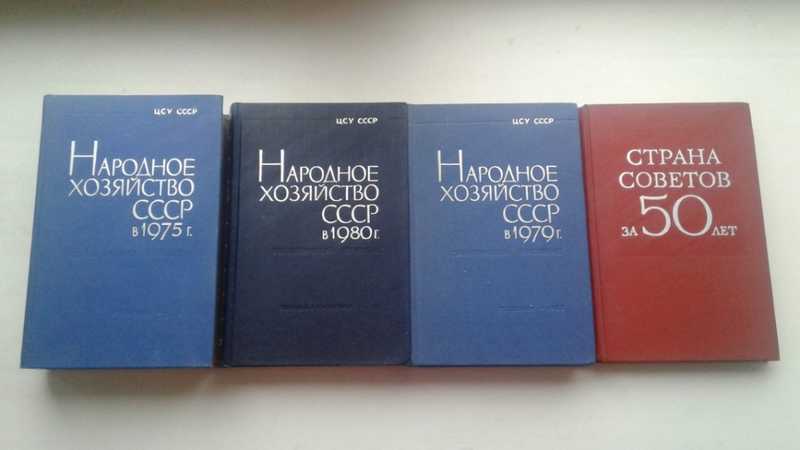 ЦСУ СССР
НАРОДНОЕ
ХОЗЯЙСТВО
СССР
в 1975 г.
ЦСУ СССР
НАРОДНОЕ
ХОЗЯЙСТВО
СССР
в 1980 г.
ЦСУ СССР
НАРОДНОЕ
ХОЗЯЙСТВО
СССР
в 1979 г.
СТРАНА
СОВЕТОВ
ЗА 50 ЛЕТ